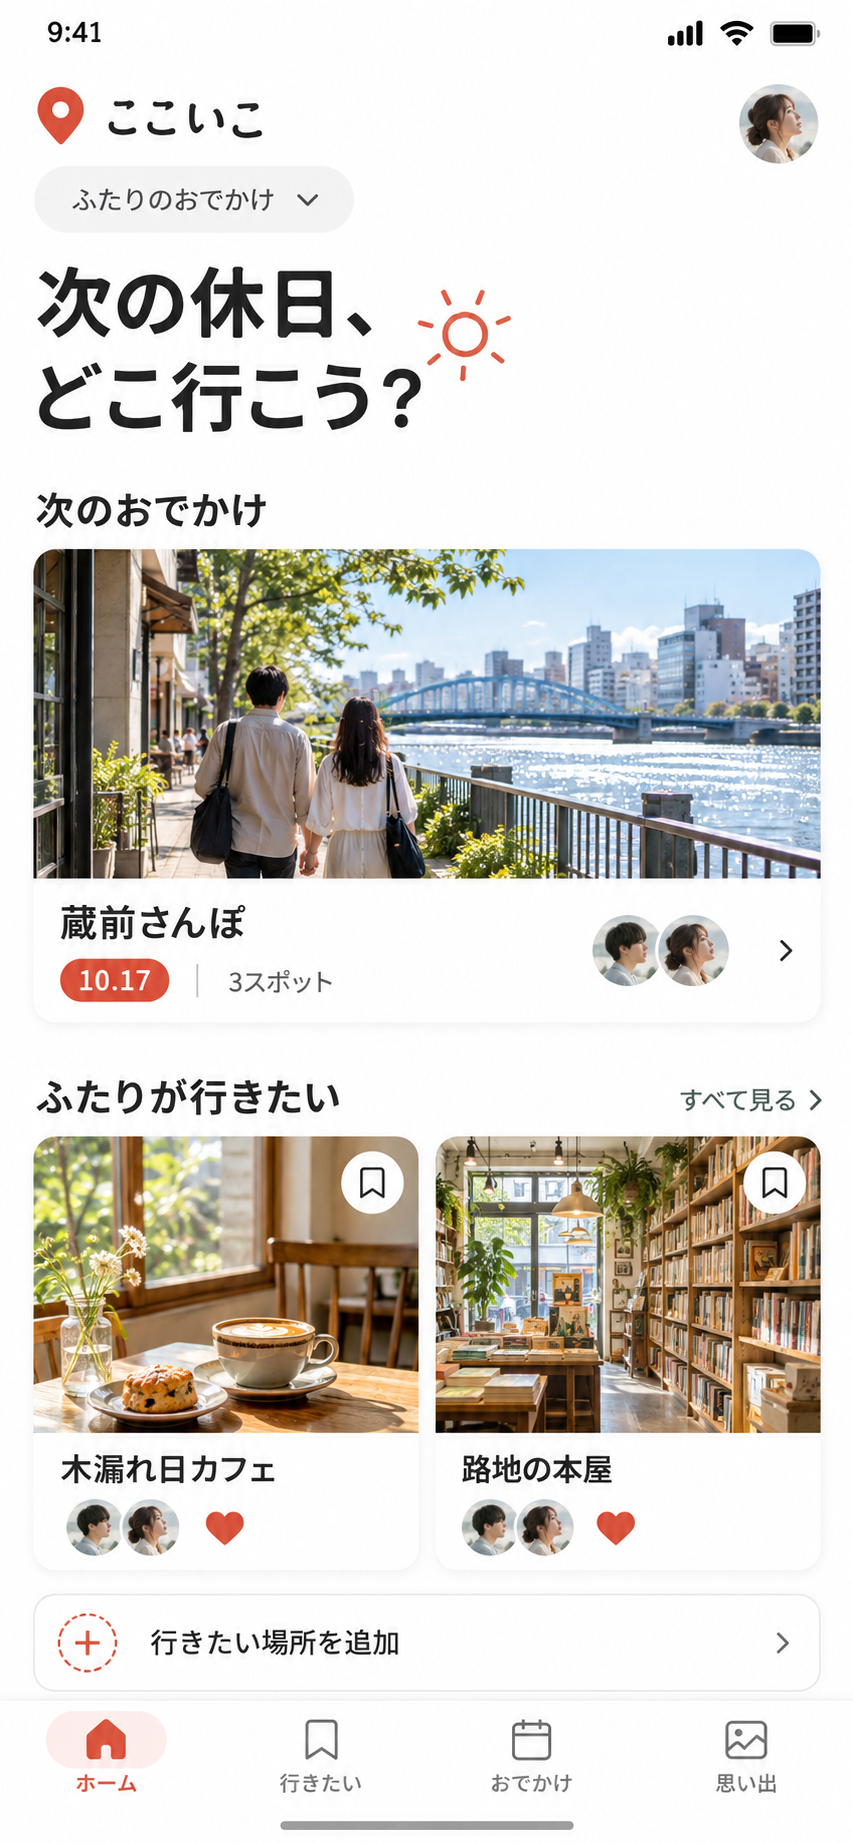 9:41
ここいこ
ふたりのおでかけ
次の休日、
どこ行こう?
次のおでかけ
蔵前さんぽ
10.17
3スポット
ふたりが行きたい
すべて見る
木漏れ日カフェ
路地の本屋
行きたい場所を追加
ホーム
行きたい
おでかけ
思い出